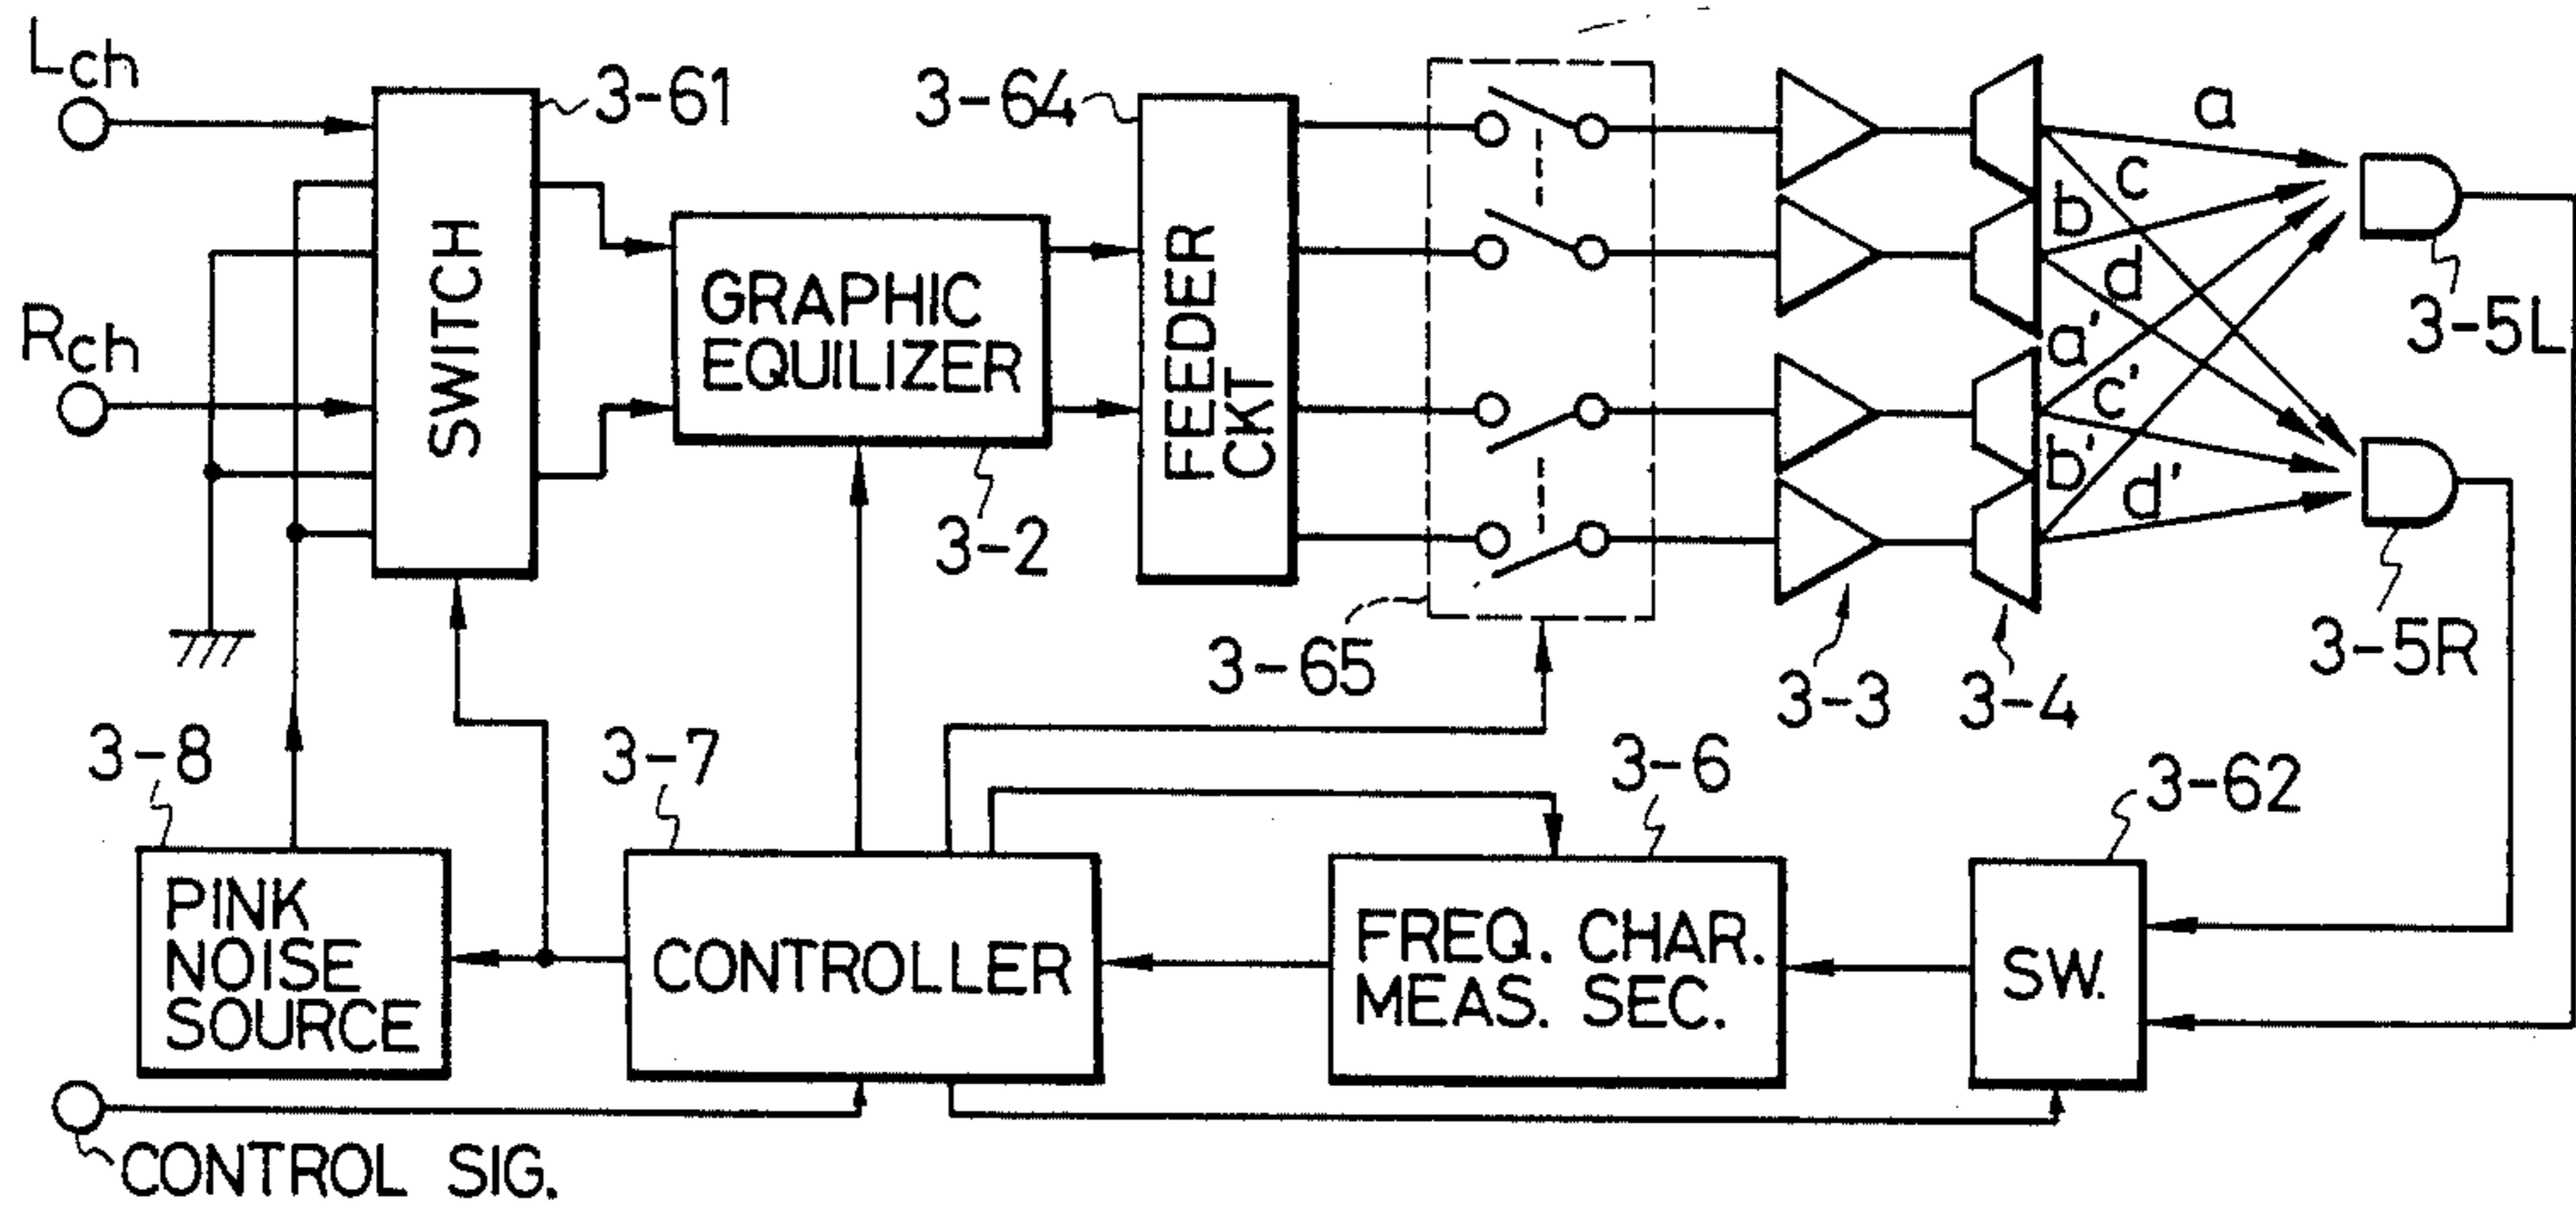 Lch
3-61
3-64
a
c
b
d
SWITCH
GRAPHIC
EQUILIZER
FEEDER
CKT
3-5L
Rch
a'
c'
b'
d'
3-2
3-65
3-3
3-4
3-5R
3-8
3-7
3-6
3-62
PINK
NOISE
SOURCE
CONTROLLER
FREQ. CHAR.
MEAS. SEC.
SW.
CONTROL SIG.